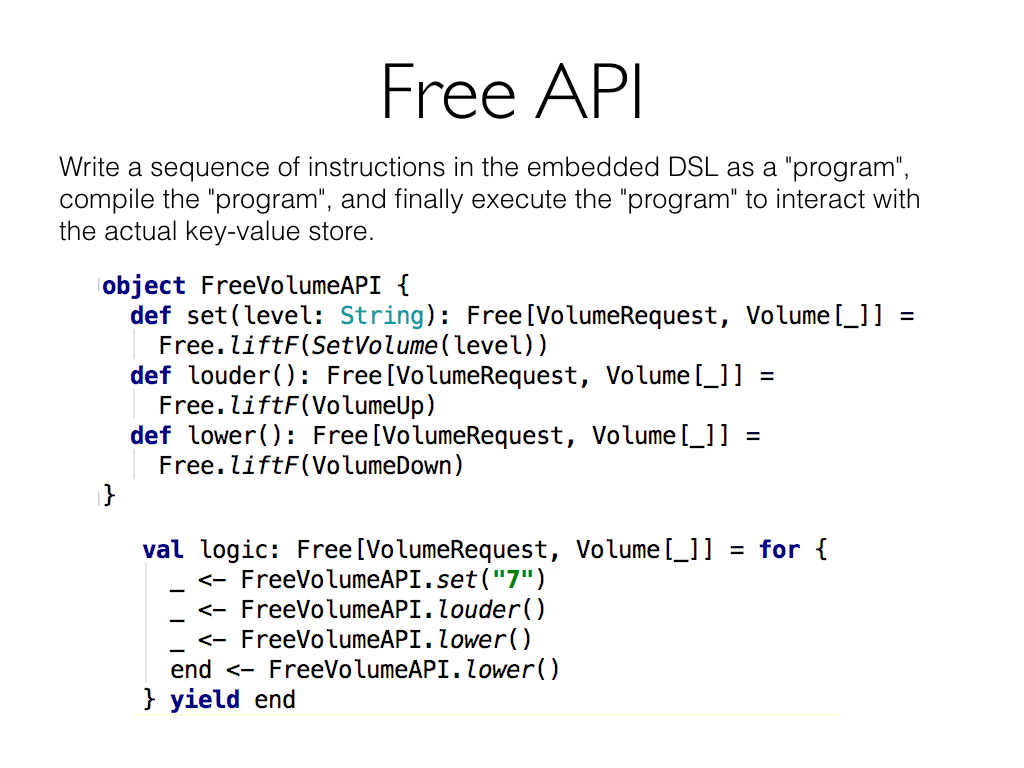 Free API
Write a sequence of instructions in the embedded DSL as a "program",
compile the "program", and finally execute the "program" to interact with
the actual key-value store.
object FreeVolumeAPI {
  def set(level: String): Free[VolumeRequest, Volume[_]] =
    Free.liftF(SetVolume(level))
  def louder(): Free[VolumeRequest, Volume[_]] =
    Free.liftF(VolumeUp)
  def lower(): Free[VolumeRequest, Volume[_]] =
    Free.liftF(VolumeDown)
}
val logic: Free[VolumeRequest, Volume[_]] = for {
  _ <- FreeVolumeAPI.set("7")
  _ <- FreeVolumeAPI.louder()
  _ <- FreeVolumeAPI.lower()
  end <- FreeVolumeAPI.lower()
} yield end